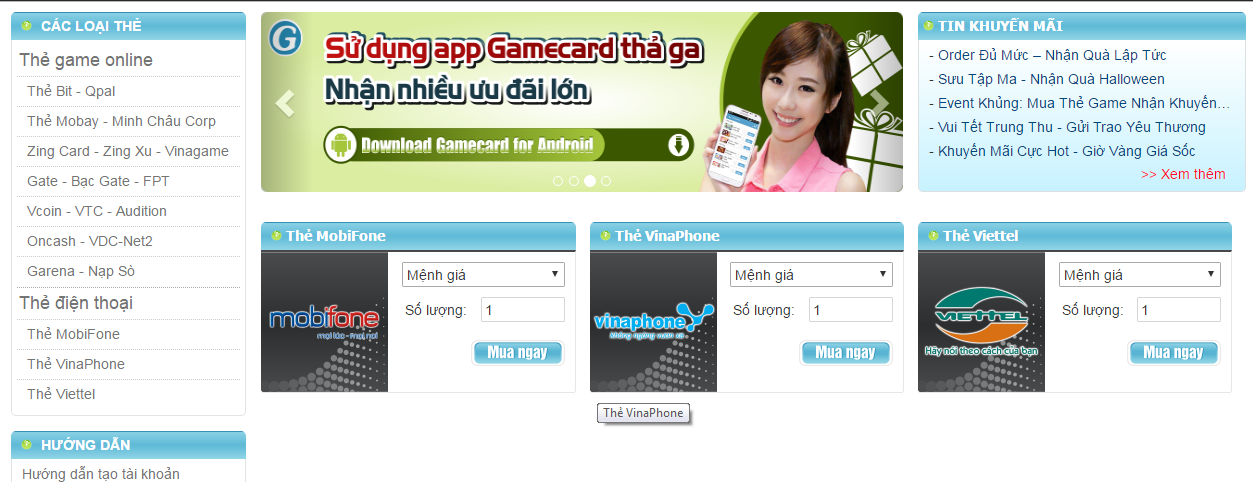 CÁC LOẠI THẺ
Thẻ game online
Thẻ Bit - Qpal
Thẻ Mobay - Minh Châu Corp
Zing Card - Zing Xu - Vinagame
Gate - Bạc Gate - FPT
Vcoin - VTC - Audition
Oncash - VDC-Net2
Garena - Nạp Sò
Thẻ điện thoại
Thẻ MobiFone
Thẻ VinaPhone
Thẻ Viettel
HƯỚNG DẪN
Hướng dẫn tạo tài khoản
G
Sử dụng app Gamecard thả ga
Nhận nhiều ưu đãi lớn
Download Gamecard for Android
TIN KHUYẾN MÃI
- Order Đủ Mức – Nhận Quà Lập Tức
- Sưu Tập Ma - Nhận Quà Halloween
- Event Khủng: Mua Thẻ Game Nhận Khuyến...
- Vui Tết Trung Thu - Gửi Trao Yêu Thương
- Khuyến Mãi Cực Hot - Giờ Vàng Giá Sốc
>> Xem thêm
Thẻ MobiFone
mobifone
mọi lúc - mọi nơi
Mệnh giá
Số lượng: 1
Mua ngay
Thẻ VinaPhone
vinaphone
không ngừng vươn xa
Mệnh giá
Số lượng: 1
Mua ngay
Thẻ VinaPhone
Thẻ Viettel
VIETTEL
Hãy nói theo cách của bạn
Mệnh giá
Số lượng: 1
Mua ngay